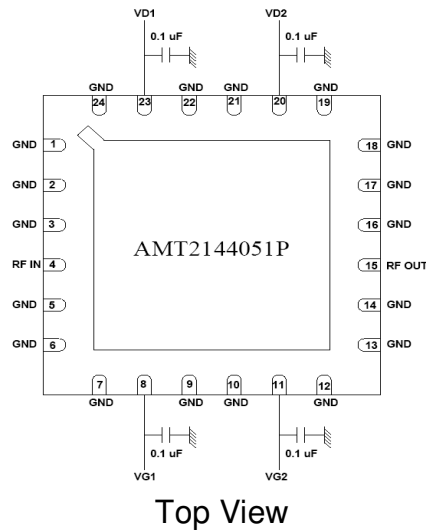 VD1 VD2
0.1 uF 0.1 uF
GND GND GND GND
24 23 22 21 20 19
GND 1 18 GND
GND 2 17 GND
GND 3 16 GND
RF IN 4 15 RF OUT
AMT2144051P
GND 5 14 GND
GND 6 13 GND
7 8 9 10 11 12
GND GND GND GND
0.1 uF 0.1 uF
VG1 VG2
Top View